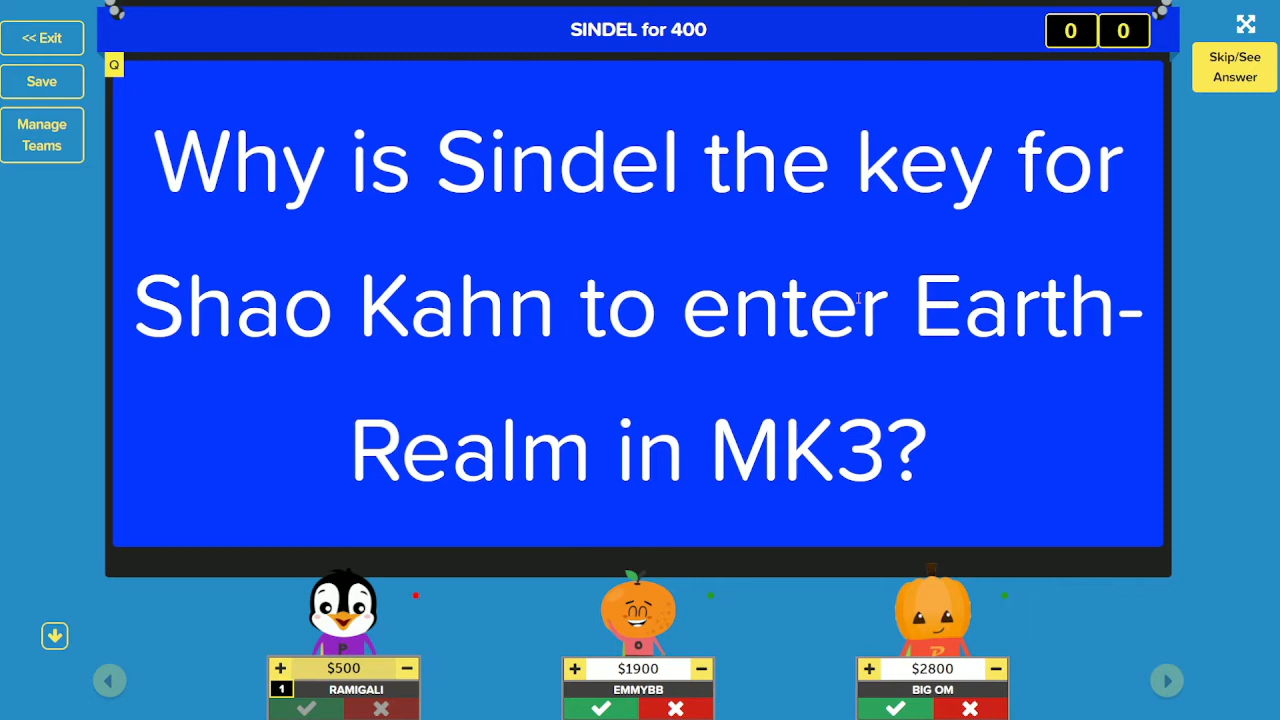 << Exit
SINDEL for 400
0 0
Save
Q
Skip/See
Answer
Manage
Teams
Why is Sindel the key for
Shao Kahn to enter Earth-
Realm in MK3?
P
O
P
+ $500 −
+ $1900 −
+ $2800 −
1 RAMIGALI
EMMYBB
BIG OM